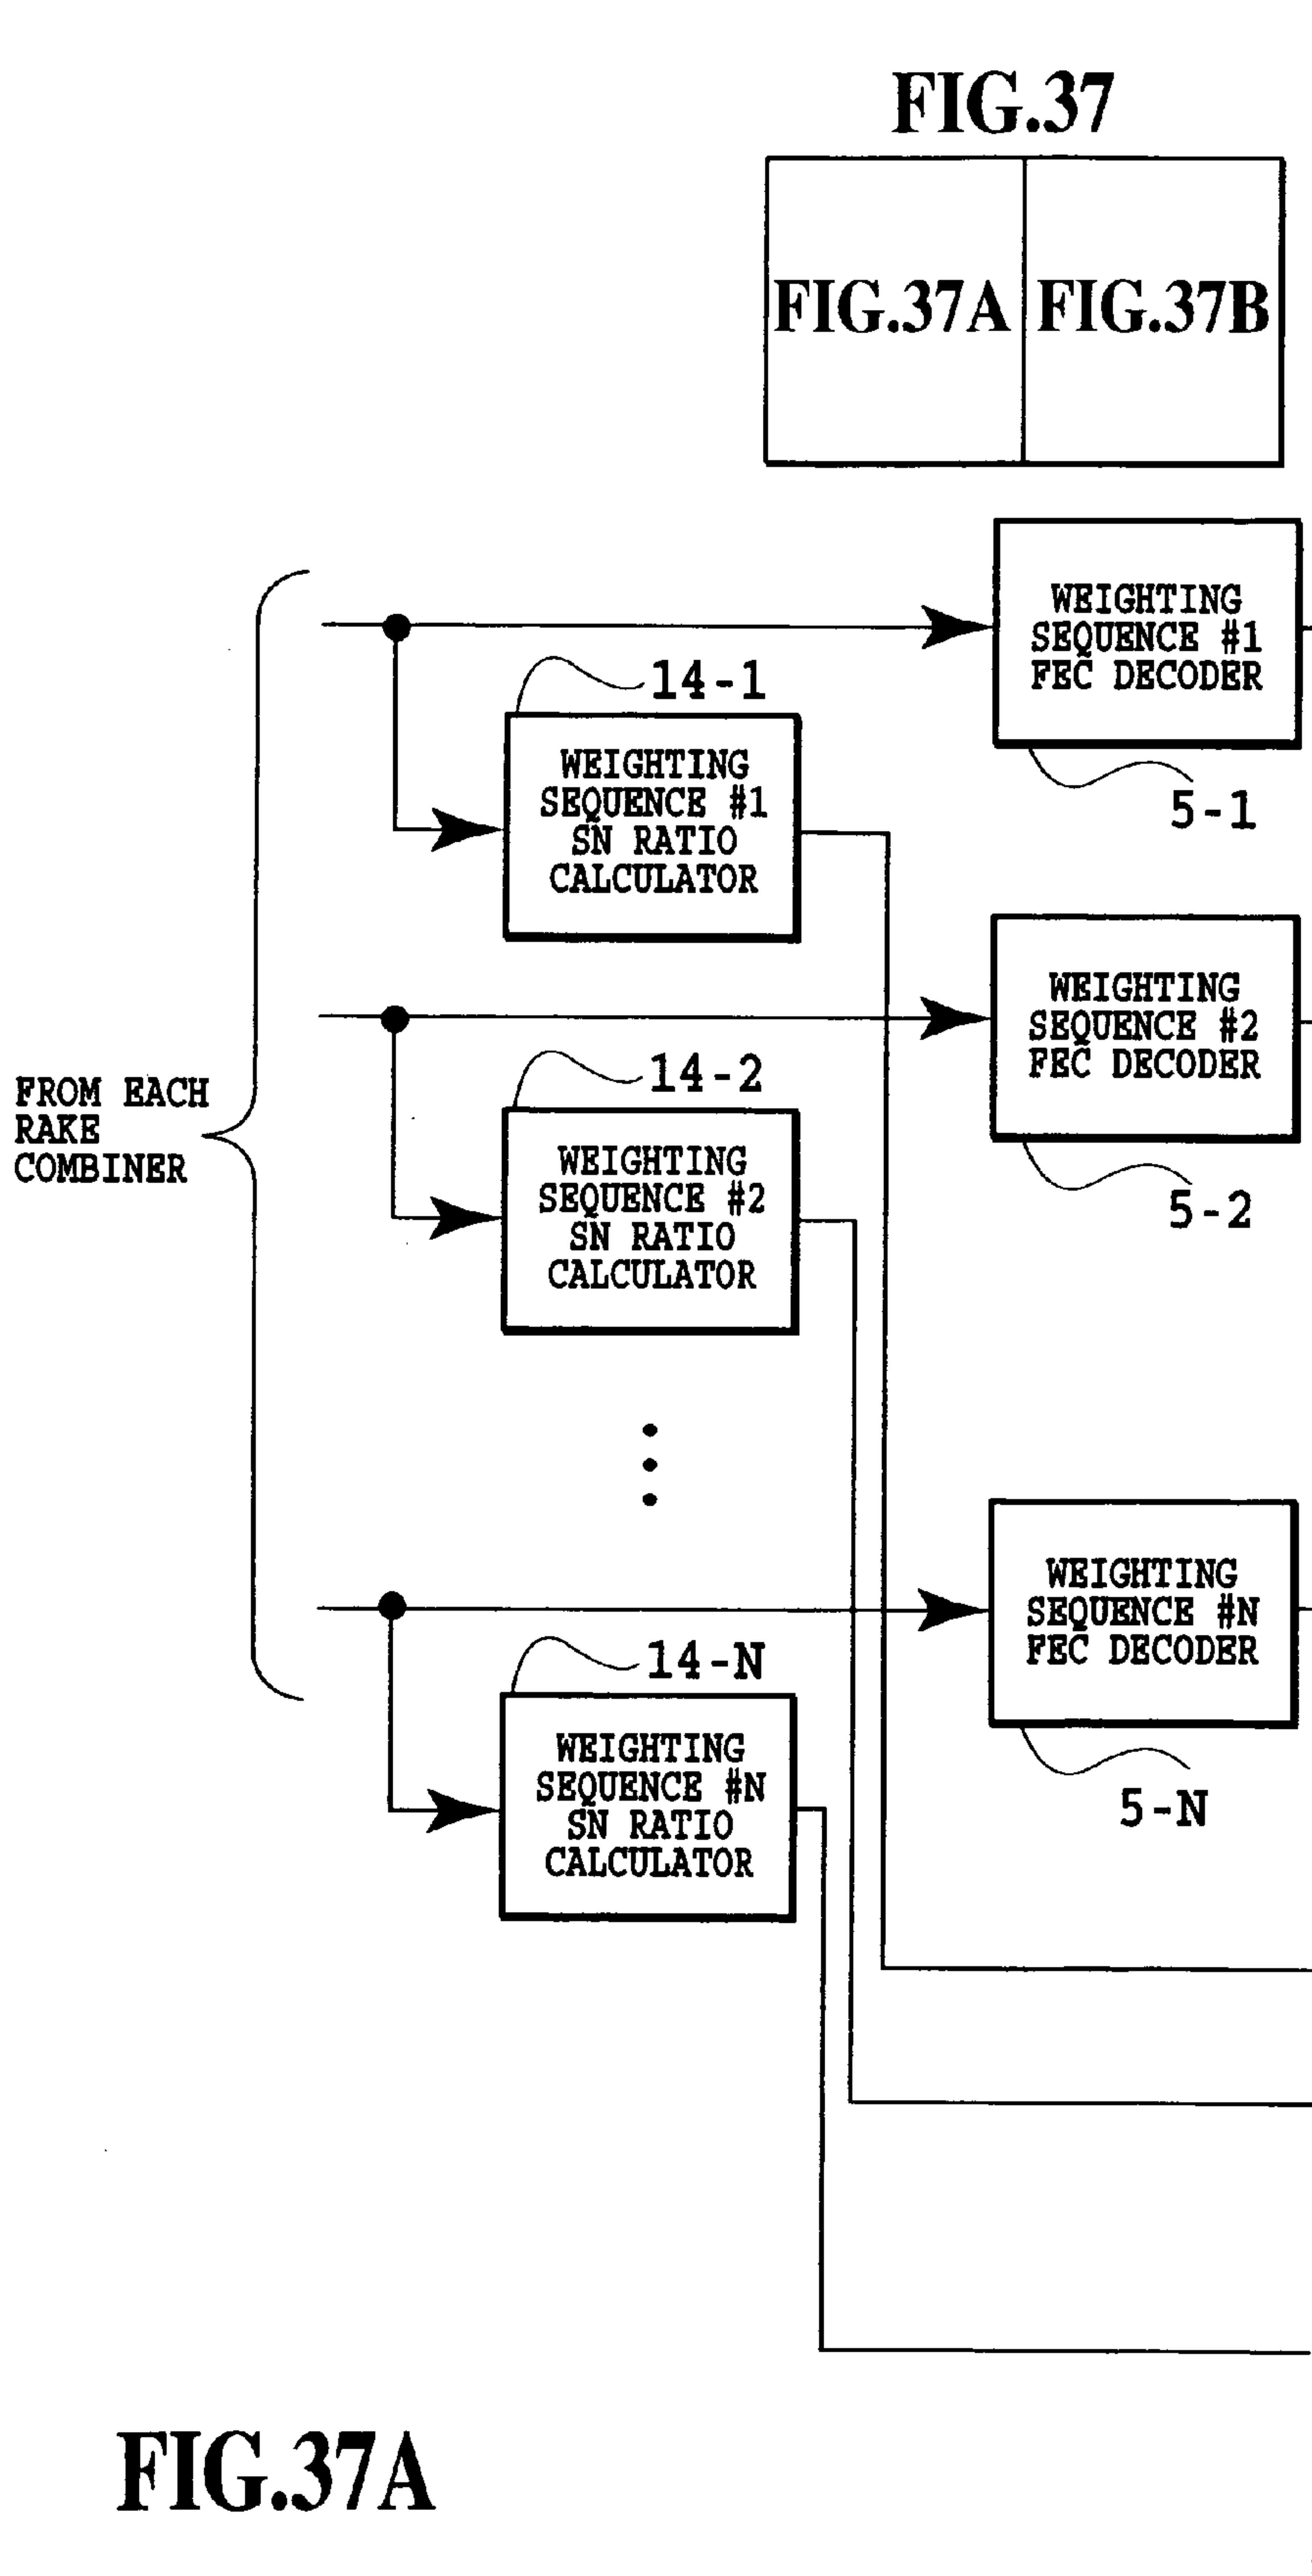 FIG.37
FIG.37A FIG.37B
WEIGHTING
SEQUENCE #1
FEC DECODER
5-1
14-1
WEIGHTING
SEQUENCE #1
SN RATIO
CALCULATOR
WEIGHTING
SEQUENCE #2
FEC DECODER
5-2
14-2
WEIGHTING
SEQUENCE #2
SN RATIO
CALCULATOR
FROM EACH
RAKE
COMBINER
WEIGHTING
SEQUENCE #N
FEC DECODER
5-N
14-N
WEIGHTING
SEQUENCE #N
SN RATIO
CALCULATOR
FIG.37A